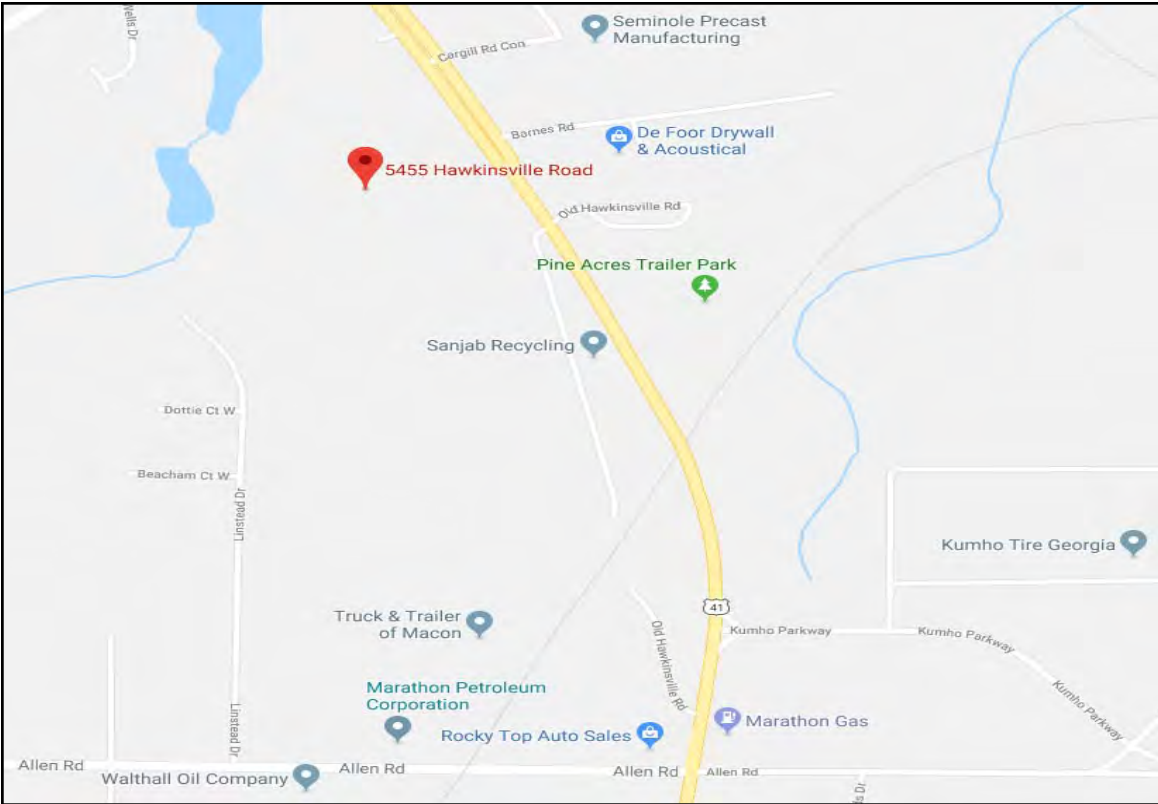 Wells Dr
Seminole Precast
Manufacturing
Cargill Rd Con
Barnes Rd
De Foor Drywall
& Acoustical
5455 Hawkinsville Road
Old Hawkinsville Rd
Pine Acres Trailer Park
Sanjab Recycling
Dottie Ct W
Beacham Ct W
Linstead Dr
Kumho Tire Georgia
41
Truck & Trailer
of Macon
Old Hawkinsville Rd
Kumho Parkway
Kumho Parkway
Kumho Parkway
Marathon Petroleum
Corporation
Linstead Dr
Rocky Top Auto Sales
Marathon Gas
Allen Rd
Walthall Oil Company
Allen Rd
Allen Rd
Allen Rd